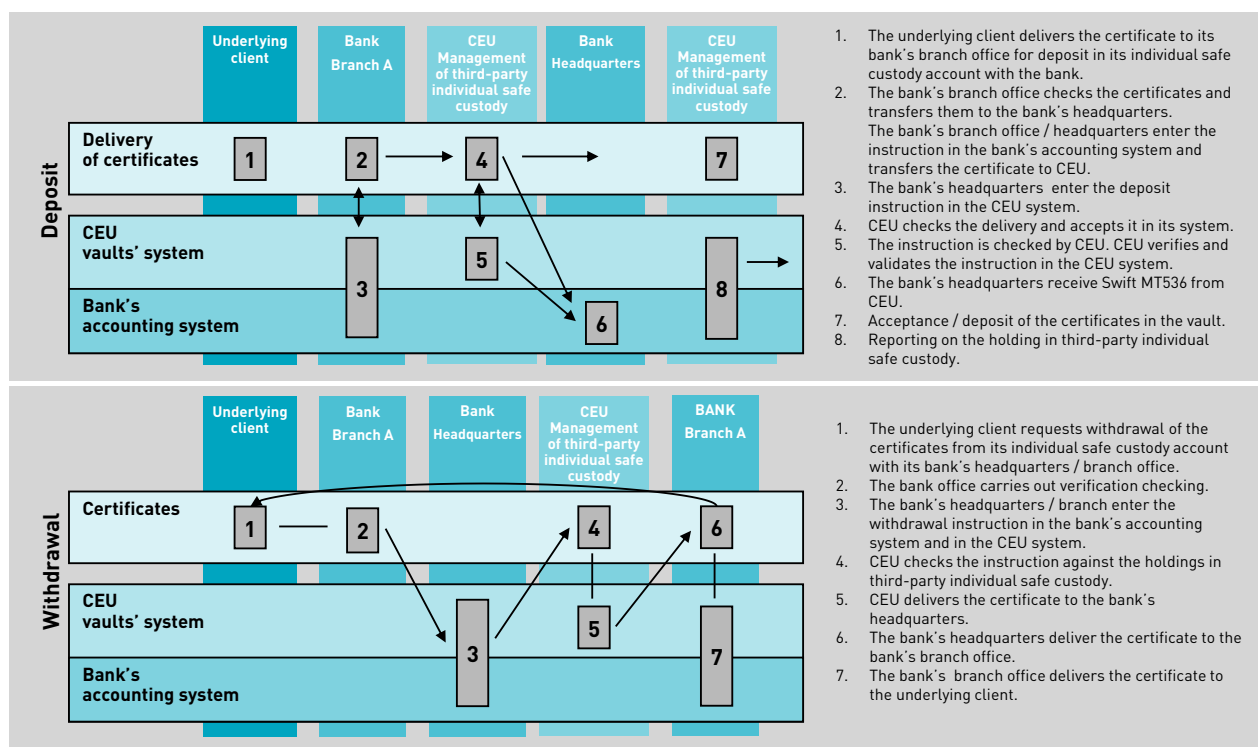 Deposit
Underlying
client
Bank
Branch A
CEU
Management
of third-party
individual safe
custody
Bank
Headquarters
CEU
Management
of third-party
individual safe
custody
Delivery
of certificates
1
2
4
7
CEU
vaults’ system
3
5
8
Bank’s
accounting system
6
1. The underlying client delivers the certificate to its
bank’s branch office for deposit in its individual safe
custody account with the bank.
2. The bank’s branch office checks the certificates and
transfers them to the bank’s headquarters.
The bank’s branch office / headquarters enter the
instruction in the bank’s accounting system and
transfers the certificate to CEU.
3. The bank’s headquarters enter the deposit
instruction in the CEU system.
4. CEU checks the delivery and accepts it in its system.
5. The instruction is checked by CEU. CEU verifies and
validates the instruction in the CEU system.
6. The bank’s headquarters receive Swift MT536 from
CEU.
7. Acceptance / deposit of the certificates in the vault.
8. Reporting on the holding in third-party individual
safe custody.
Withdrawal
Underlying
client
Bank
Branch A
Bank
Headquarters
CEU
Management
of third-party
individual safe
custody
BANK
Branch A
Certificates
1
2
4
6
CEU
vaults’ system
3
5
7
Bank’s
accounting system
1. The underlying client requests withdrawal of the
certificates from its individual safe custody account
with its bank’s headquarters / branch office.
2. The bank office carries out verification checking.
3. The bank’s headquarters / branch enter the
withdrawal instruction in the bank’s accounting
system and in the CEU system.
4. CEU checks the instruction against the holdings in
third-party individual safe custody.
5. CEU delivers the certificate to the bank’s
headquarters.
6. The bank’s headquarters deliver the certificate to the
bank’s branch office.
7. The bank’s branch office delivers the certificate to
the underlying client.